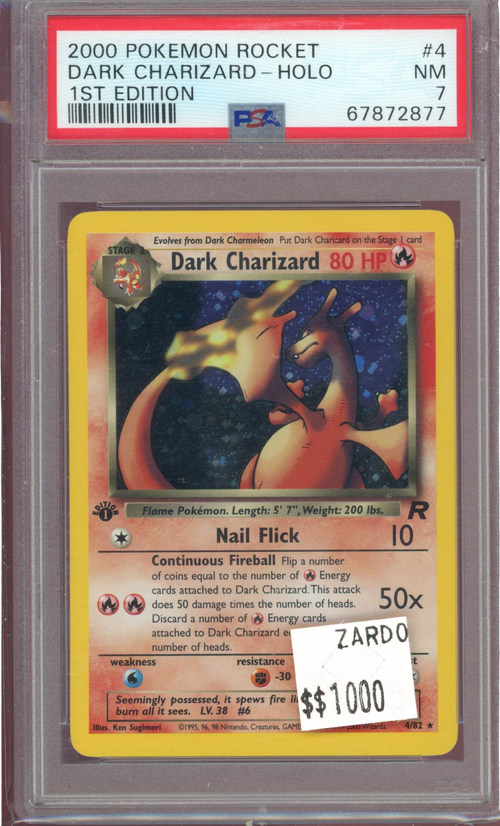 2000 POKEMON ROCKET #4
DARK CHARIZARD - HOLO NM
1ST EDITION 7
PSA 67872877
Evolves from Dark Charmeleon Put Dark Charizard on the Stage 1 card
STAGE 2
Dark Charizard 80 HP
Flame Pokémon. Length: 5' 7", Weight: 200 lbs.
EDITION
1
R
Nail Flick 10
Continuous Fireball Flip a number
of coins equal to the number of Energy
cards attached to Dark Charizard. This attack
does 50 damage times the number of heads.
50x
Discard a number of Energy cards
attached to Dark Charizard
number of heads.
ZARDO
$$1000
weakness resistance
-30
Seemingly possessed, it spews fire
burn all it sees. LV. 38 #6
Illus. Ken Sugimori ©1995, 96, 98 Nintendo, Creatures, Wizards. 4/82 ★